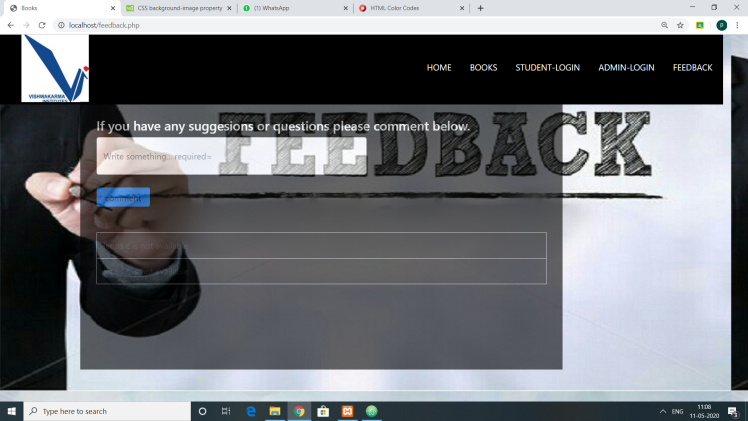 Books
CSS background-image property
(1) WhatsApp
HTML Color Codes
localhost/feedback.php
P
VISHWAKARMA
INSTITUTES
HOME BOOKS STUDENT-LOGIN ADMIN-LOGIN FEEDBACK
FEEDBACK
If you have any suggesions or questions please comment below.
Write something... required=
comment
Type here to search
ENG
11:08
11-05-2020
3